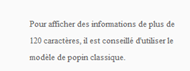 Pour afficher des informations de plus de
120 caractères, il est conseillé d'utiliser le
modèle de popin classique.